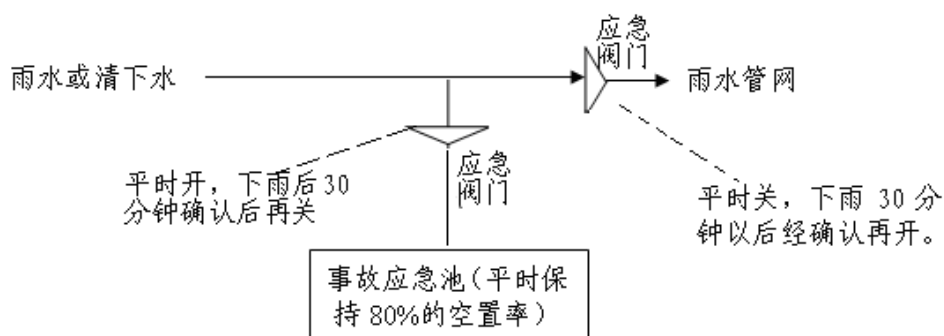 应急
阀门
雨水或清下水
雨水管网
应急
阀门
平时开，下雨后30
分钟确认后再关
平时关，下雨 30 分
钟以后经确认再开。
事故应急池（平时保
持80%的空置率）